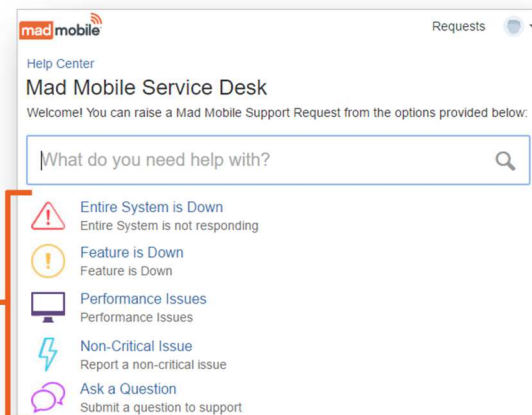 mad mobile
Requests
Help Center
Mad Mobile Service Desk
Welcome! You can raise a Mad Mobile Support Request from the options provided below:
What do you need help with?
Entire System is Down
Entire System is not responding
Feature is Down
Feature is Down
Performance Issues
Performance Issues
Non-Critical Issue
Report a non-critical issue
Ask a Question
Submit a question to support